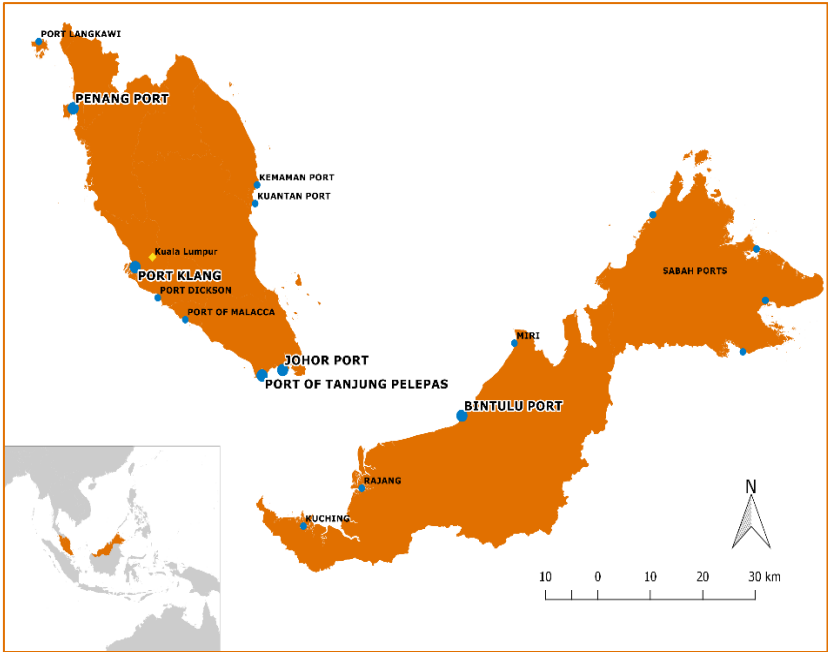 PORT LANGKAWI
PENANG PORT
KEMAMAN PORT
KUANTAN PORT
Kuala Lumpur
PORT KLANG
SABAH PORTS
PORT DICKSON
PORT OF MALACCA
MIRI
JOHOR PORT
PORT OF TANJUNG PELEPAS
BINTULU PORT
RAJANG
KUCHING
N
10 0 10 20 30 km